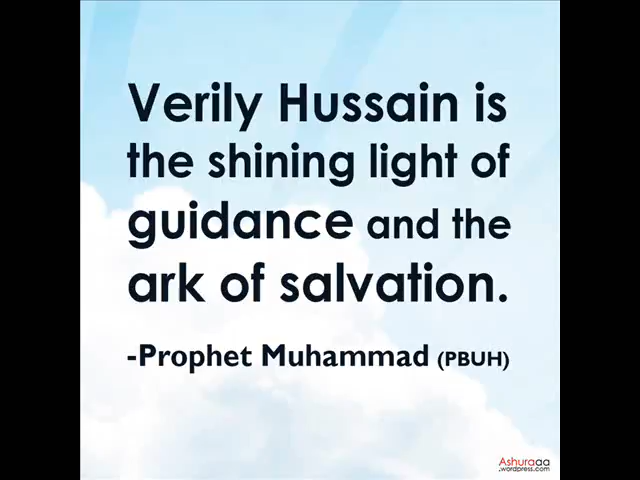 Verily Hussain is
the shining light of
guidance and the
ark of salvation.
-Prophet Muhammad (PBUH)
Ashuraaa
.wordpress.com